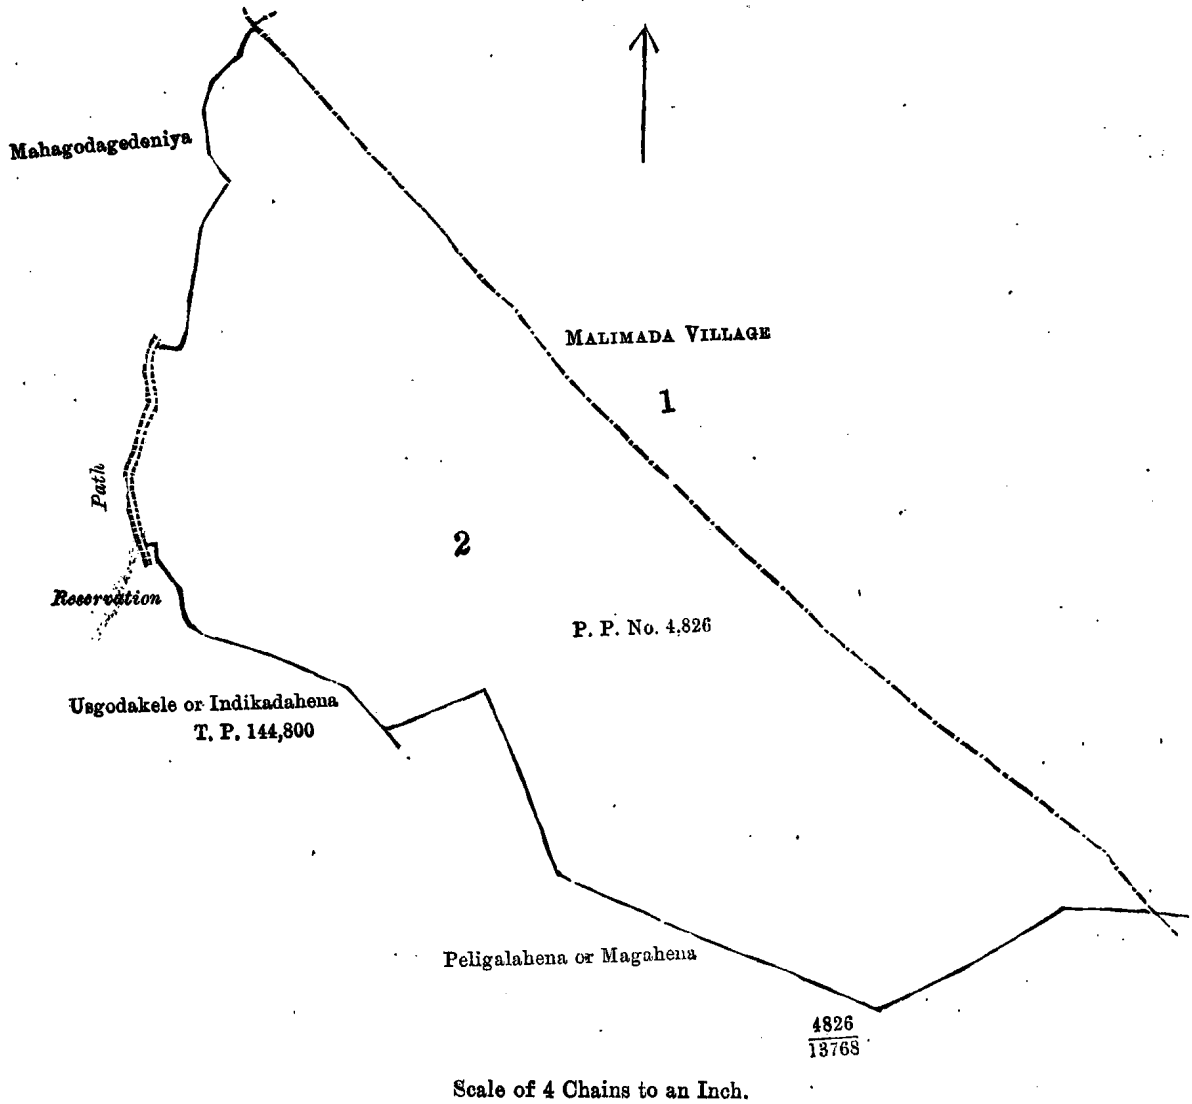 Mahagodagedeniya
MALIMADA VILLAGE
1
Path
2
Reservation
P. P. No. 4,826
Usgodakele or Indikadahena
T. P. 144,800
Peligalahena or Magahena
4826
13768
Scale of 4 Chains to an Inch.